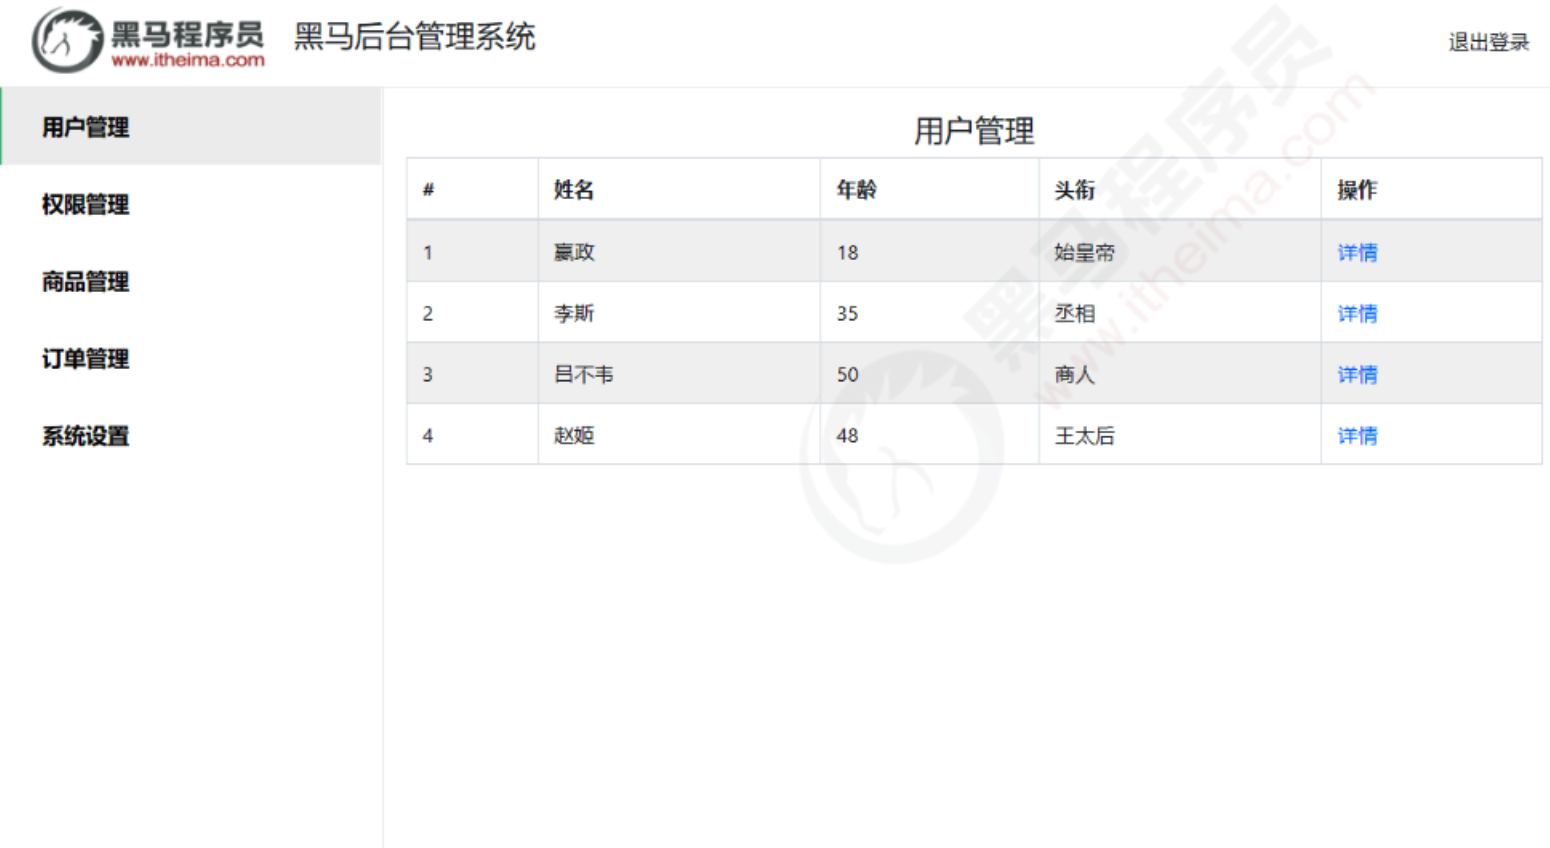 黑马程序员
www.itheima.com
黑马后台管理系统
退出登录
用户管理
权限管理
商品管理
订单管理
系统设置
用户管理
# 姓名 年龄 头衔 操作
1 嬴政 18 始皇帝 详情
2 李斯 35 丞相 详情
3 吕不韦 50 商人 详情
4 赵姬 48 王太后 详情
黑马程序员
www.itheima.com